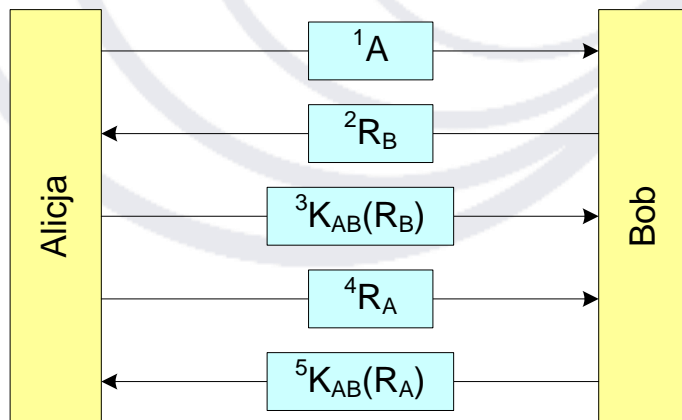 Alicja
¹A
²R_B
³K_AB(R_B)
⁴R_A
⁵K_AB(R_A)
Bob